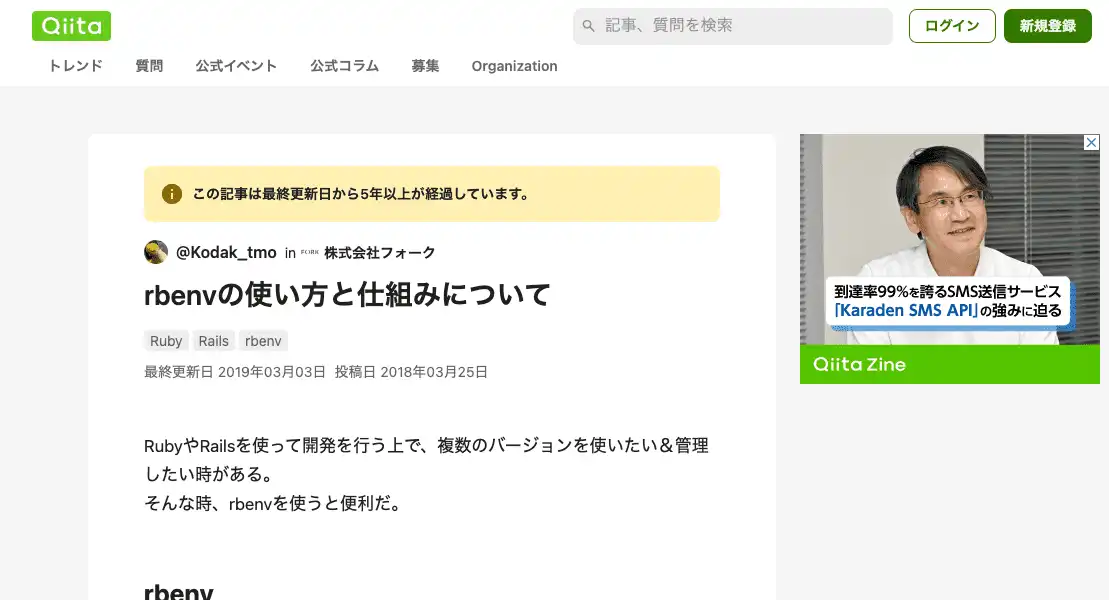 Qiita
記事、質問を検索
ログイン
新規登録
トレンド
質問
公式イベント
公式コラム
募集
Organization
この記事は最終更新日から5年以上が経過しています。
@Kodak_tmo in FORK 株式会社フォーク
rbenvの使い方と仕組みについて
Ruby Rails rbenv
最終更新日 2019年03月03日 投稿日 2018年03月25日
RubyやRailsを使って開発を行う上で、複数のバージョンを使いたい＆管理
したい時がある。
そんな時、rbenvを使うと便利だ。
rbenv
到達率99%を誇るSMS送信サービス
「Karaden SMS API」の強みに迫る
Qiita Zine